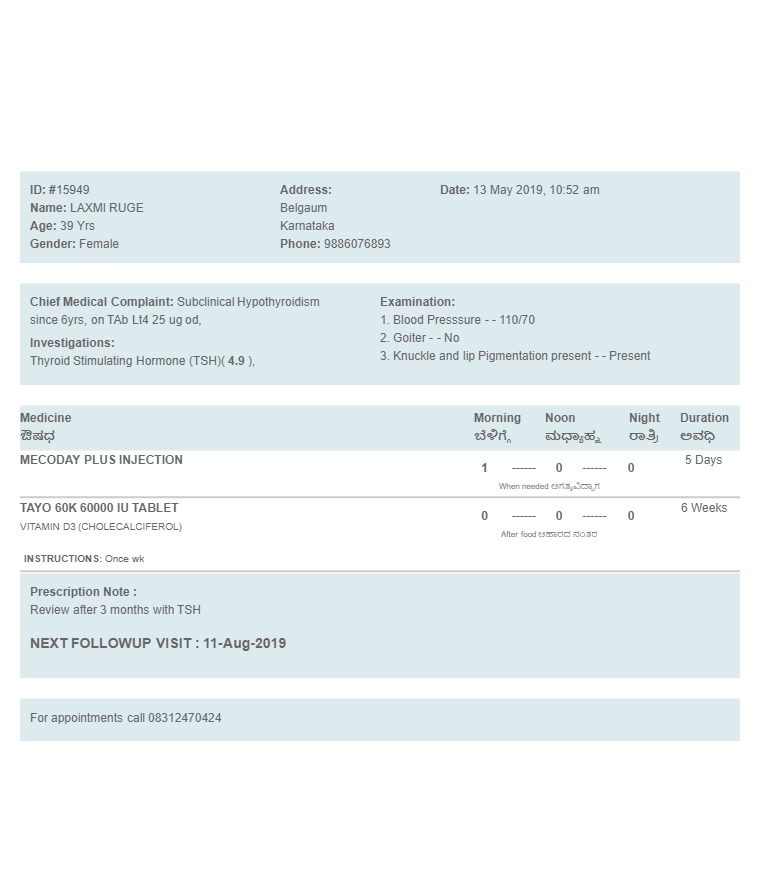 ID: #15949
Name: LAXMI RUGE
Age: 39 Yrs
Gender: Female
Address:
Belgaum
Karnataka
Phone: 9886076893
Date: 13 May 2019, 10:52 am
Chief Medical Complaint: Subclinical Hypothyroidism
since 6yrs, on TAb Lt4 25 ug od,
Investigations:
Thyroid Stimulating Hormone (TSH)( 4.9 ),
Examination:
1. Blood Presssure - - 110/70
2. Goiter - - No
3. Knuckle and lip Pigmentation present - - Present
Medicine Morning Noon Night Duration
ಔಷಧ ಬೆಳಿಗ್ಗೆ ಮಧ್ಯಾಹ್ನ ರಾತ್ರಿ ಅವಧಿ
MECODAY PLUS INJECTION 5 Days
1 ------ 0 ------ 0
When needed ಅಗತ್ಯವಿದ್ದಾಗ
TAYO 60K 60000 IU TABLET 6 Weeks
0 ------ 0 ------ 0
VITAMIN D3 (CHOLECALCIFEROL)
After food ಆಹಾರದ ನಂತರ
INSTRUCTIONS: Once wk
Prescription Note :
Review after 3 months with TSH
NEXT FOLLOWUP VISIT : 11-Aug-2019
For appointments call 08312470424